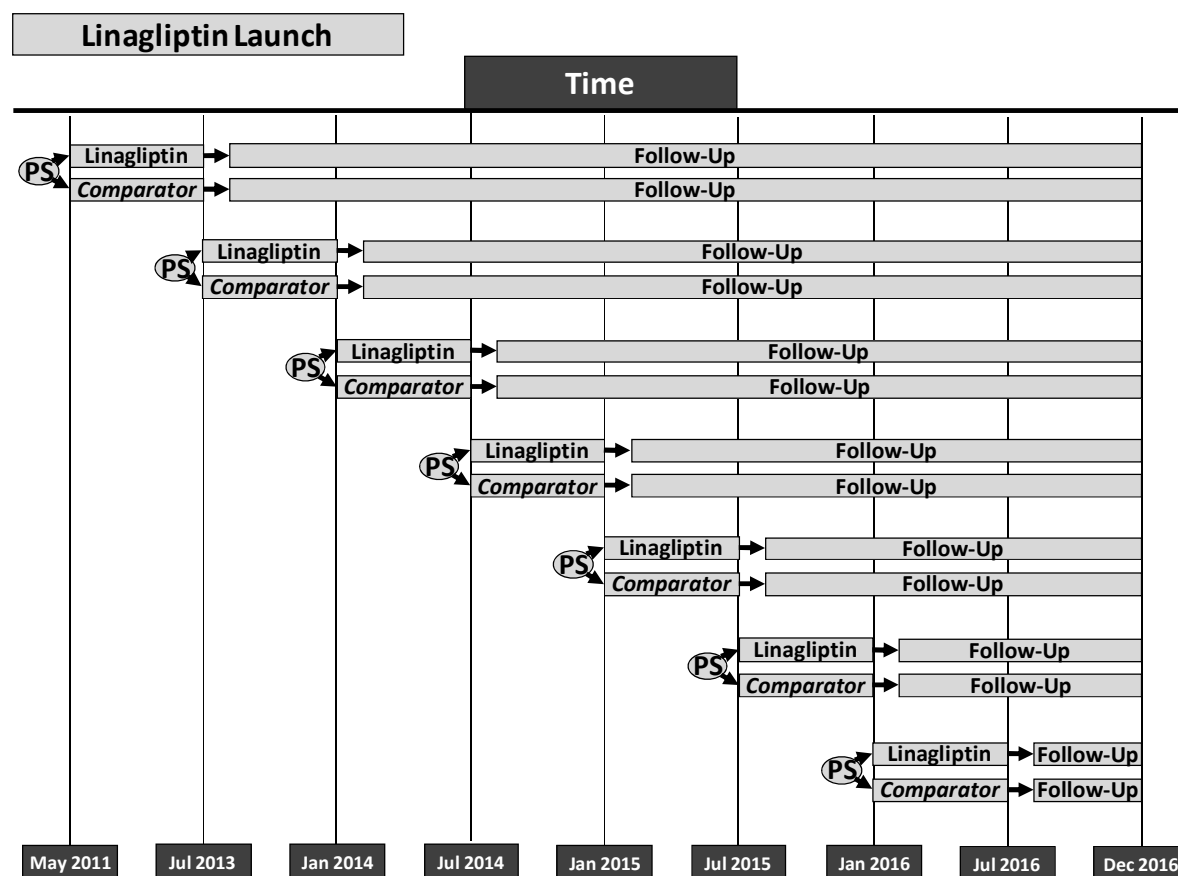 Linagliptin Launch
Time
Linagliptin
Follow-Up
PS
Comparator
Follow-Up
Linagliptin
Follow-Up
PS
Comparator
Follow-Up
Linagliptin
Follow-Up
PS
Comparator
Follow-Up
Linagliptin
Follow-Up
PS
Comparator
Follow-Up
Linagliptin
Follow-Up
PS
Comparator
Follow-Up
Linagliptin
Follow-Up
PS
Comparator
Follow-Up
Linagliptin
Follow-Up
PS
Comparator
Follow-Up
May 2011
Jul 2013
Jan 2014
Jul 2014
Jan 2015
Jul 2015
Jan 2016
Jul 2016
Dec 2016